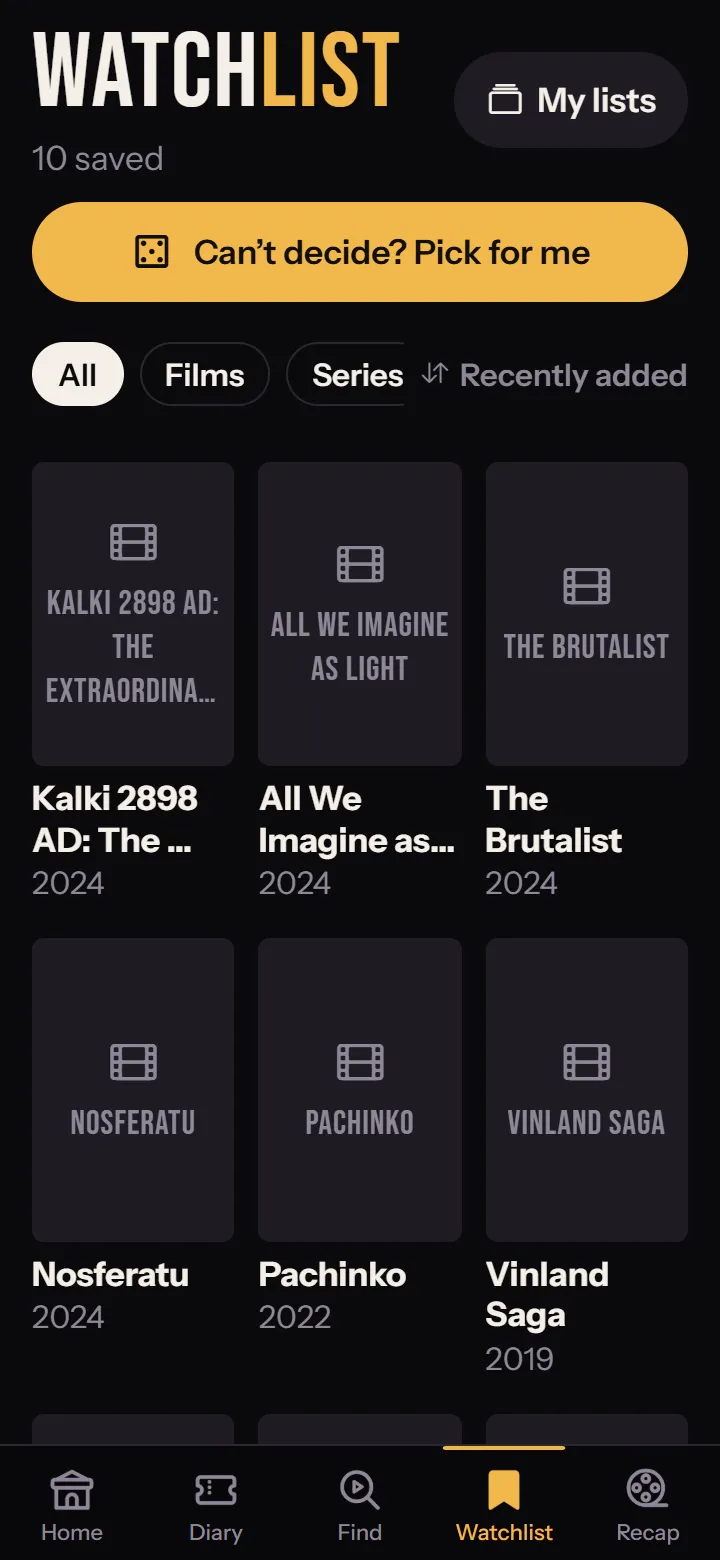 WATCHLIST
My lists
10 saved
Can’t decide? Pick for me
All
Films
Series
Recently added
KALKI 2898 AD:
THE
EXTRAORDINA...
ALL WE IMAGINE
AS LIGHT
THE BRUTALIST
Kalki 2898
AD: The ...
2024
All We
Imagine as...
2024
The
Brutalist
2024
NOSFERATU
PACHINKO
VINLAND SAGA
Nosferatu
2024
Pachinko
2022
Vinland
Saga
2019
Home
Diary
Find
Watchlist
Recap